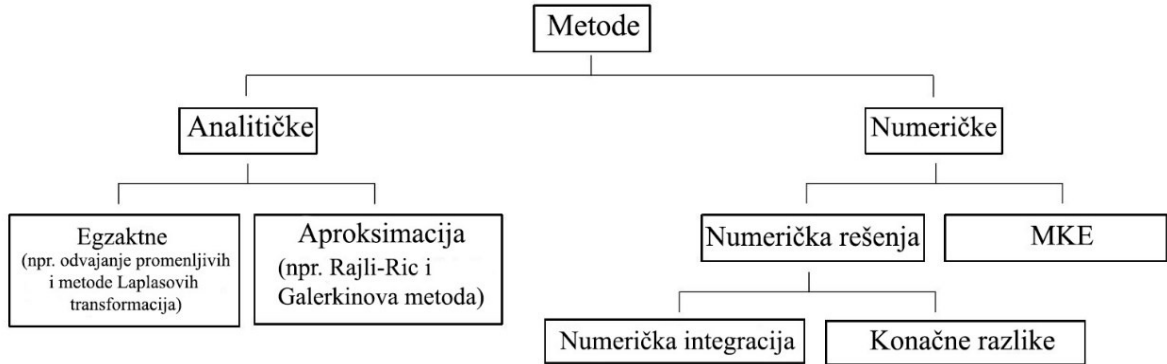 Metode
Analitičke
Numeričke
Egzaktne
(npr. odvajanje promenljivih
i metode Laplasovih
transformacija)
Aproksimacija
(npr. Rajli-Ric i
Galerkinova metoda)
Numerička rešenja
MKE
Numerička integracija
Konačne razlike